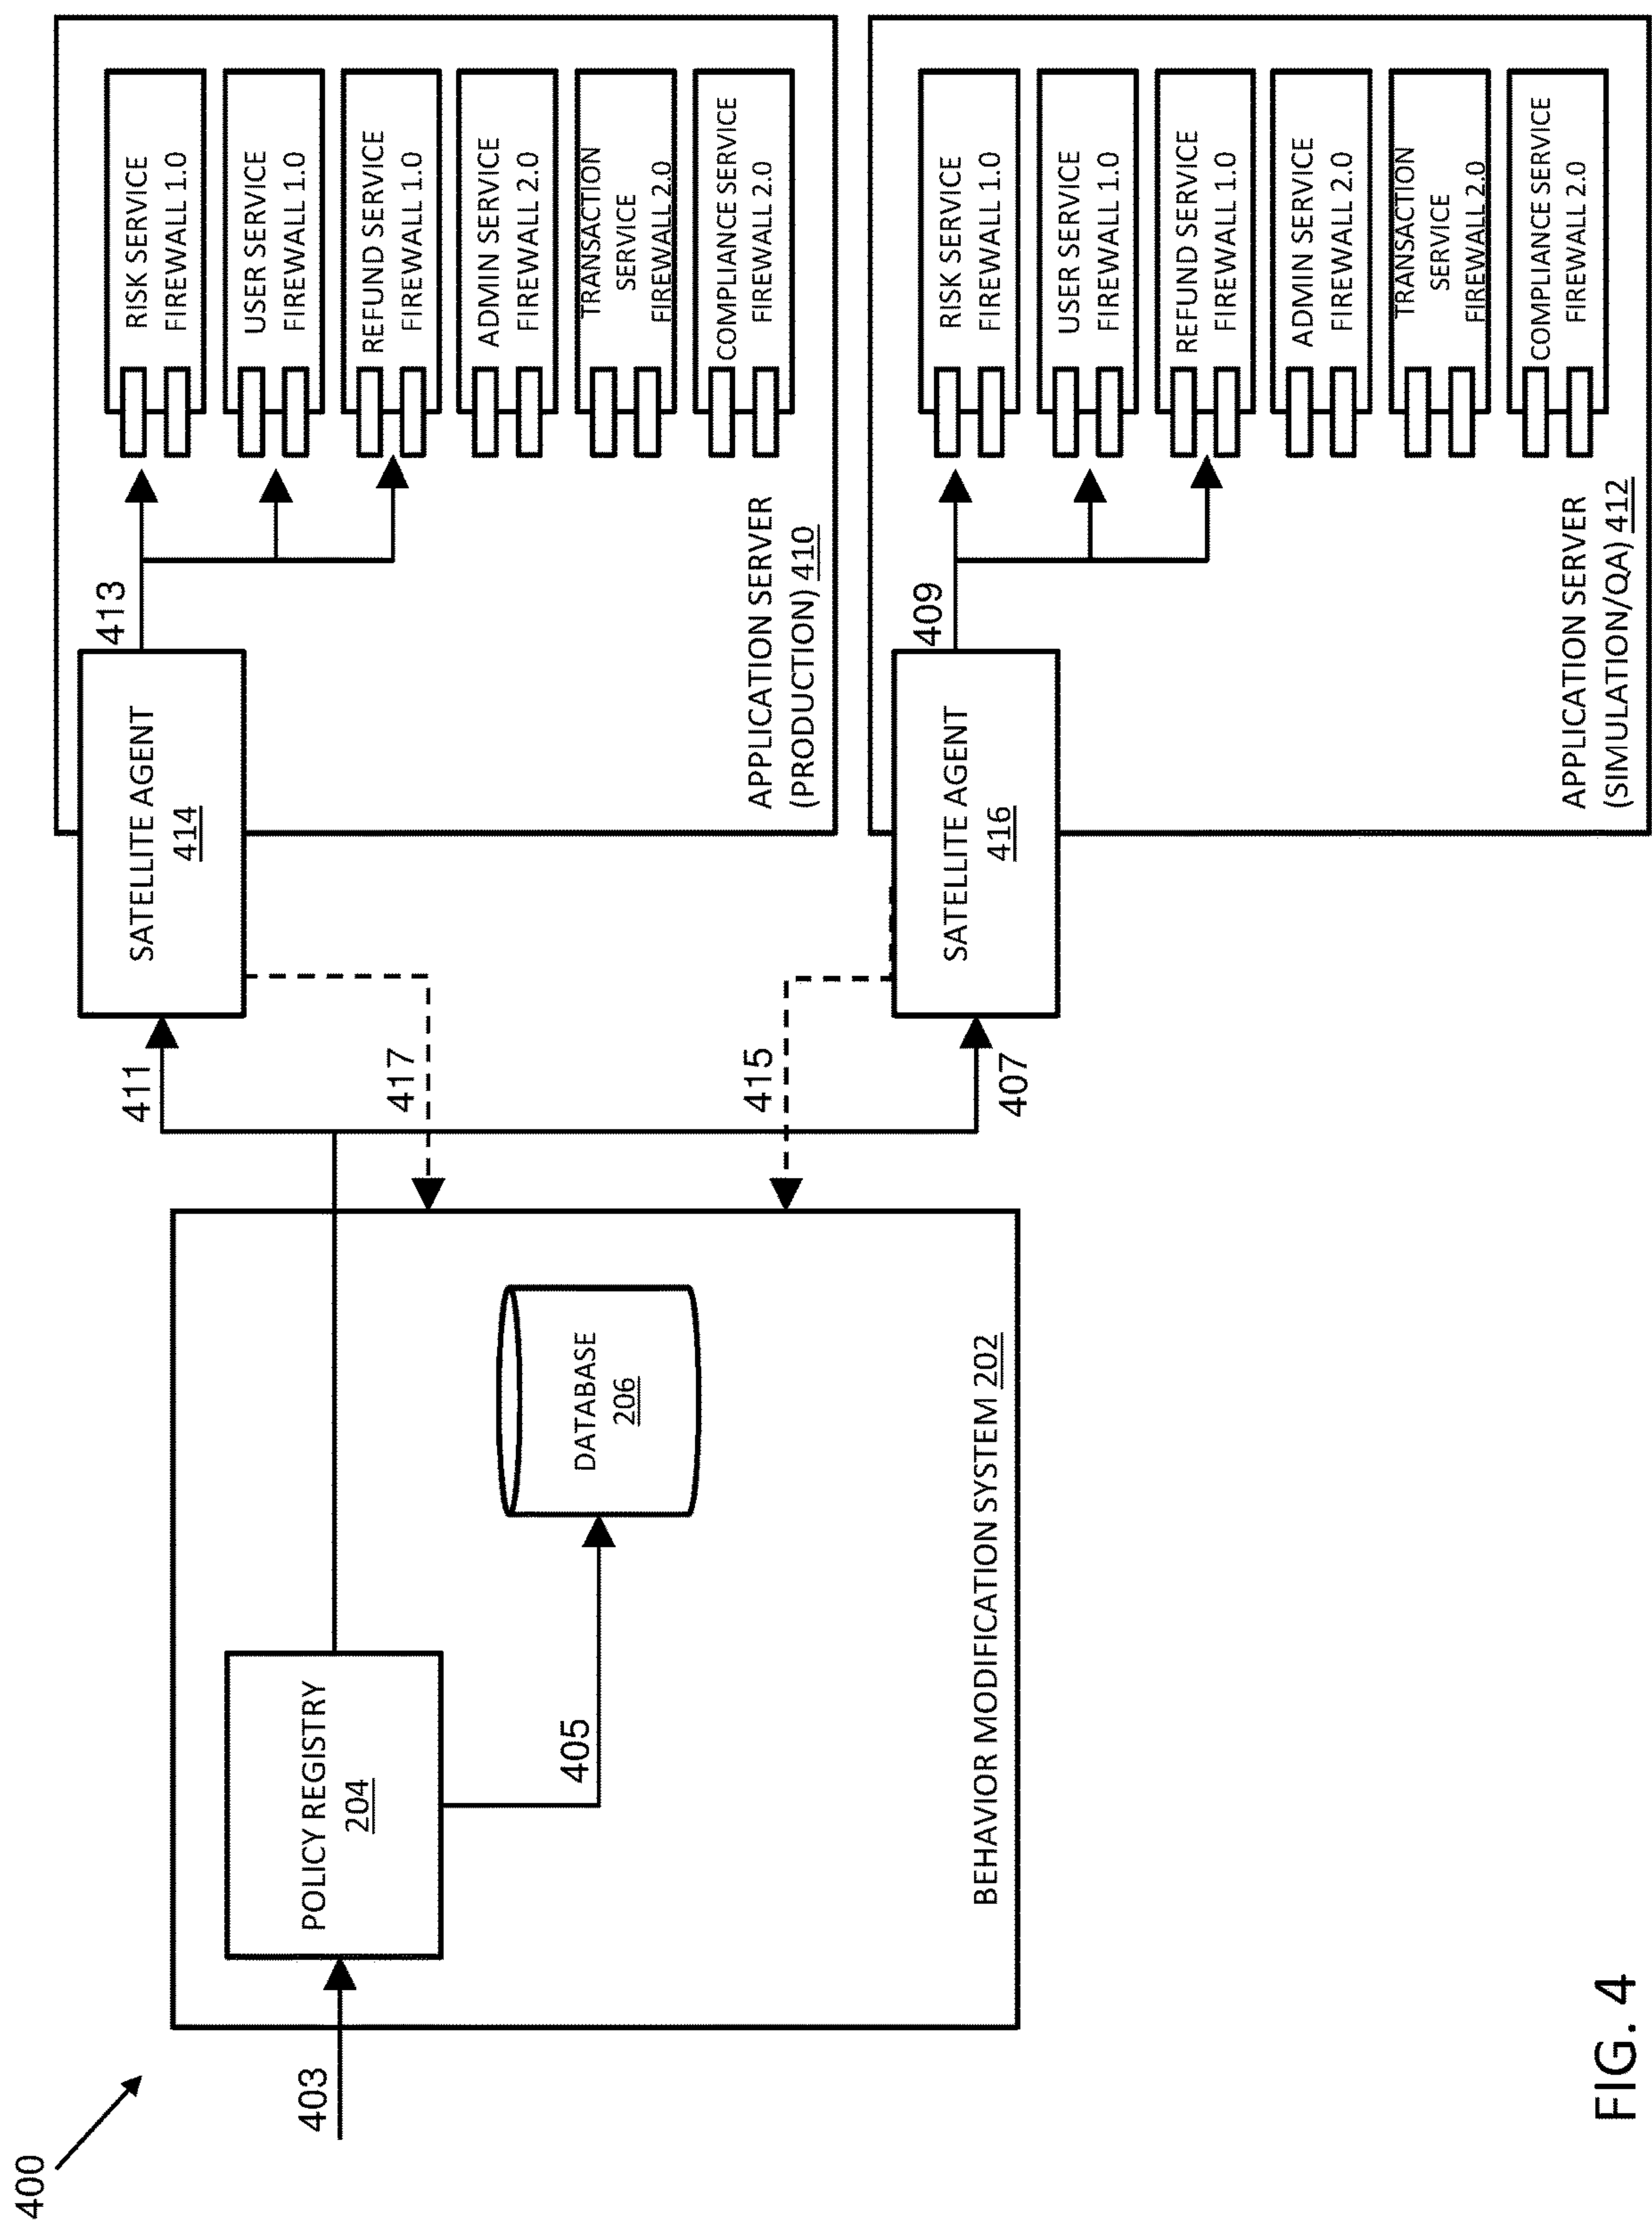 400
403
POLICY REGISTRY
204
405
DATABASE
206
BEHAVIOR MODIFICATION SYSTEM 202
411
417
415
407
SATELLITE AGENT
414
413
RISK SERVICE
FIREWALL 1.0
USER SERVICE
FIREWALL 1.0
REFUND SERVICE
FIREWALL 1.0
ADMIN SERVICE
FIREWALL 2.0
TRANSACTION
SERVICE
FIREWALL 2.0
COMPLIANCE SERVICE
FIREWALL 2.0
APPLICATION SERVER
(PRODUCTION) 410
SATELLITE AGENT
416
409
RISK SERVICE
FIREWALL 1.0
USER SERVICE
FIREWALL 1.0
REFUND SERVICE
FIREWALL 1.0
ADMIN SERVICE
FIREWALL 2.0
TRANSACTION
SERVICE
FIREWALL 2.0
COMPLIANCE SERVICE
FIREWALL 2.0
APPLICATION SERVER
(SIMULATION/QA) 412
FIG. 4